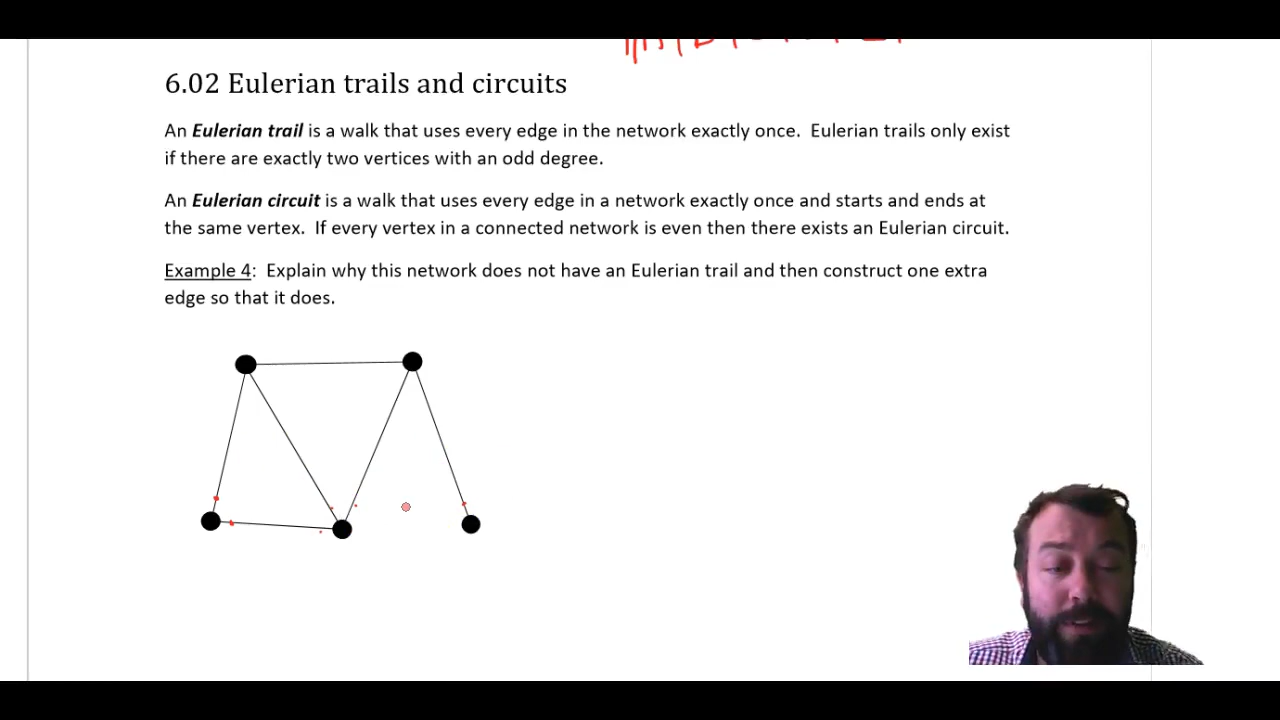 6.02 Eulerian trails and circuits
An Eulerian trail is a walk that uses every edge in the network exactly once. Eulerian trails only exist
if there are exactly two vertices with an odd degree.
An Eulerian circuit is a walk that uses every edge in a network exactly once and starts and ends at
the same vertex. If every vertex in a connected network is even then there exists an Eulerian circuit.
Example 4: Explain why this network does not have an Eulerian trail and then construct one extra
edge so that it does.